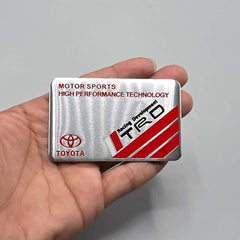 MOTOR SPORTS
HIGH PERFORMANCE TECHNOLOGY
Racing Development
TRD
TOYOTA